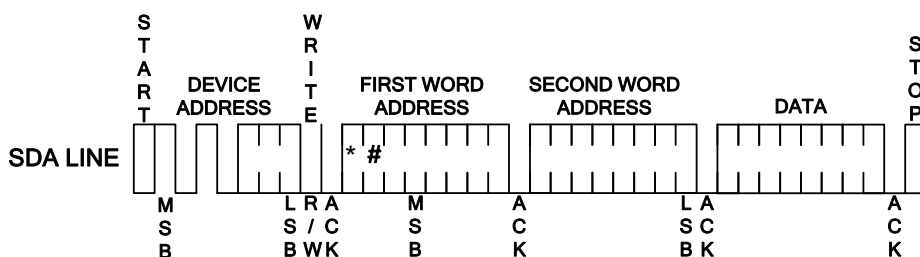 START
WRITE
STOP
DEVICE
ADDRESS
FIRST WORD
ADDRESS
SECOND WORD
ADDRESS
DATA
SDA LINE
* #
MSB
LSB
R/W
ACK
MSB
ACK
LSB
ACK
ACK